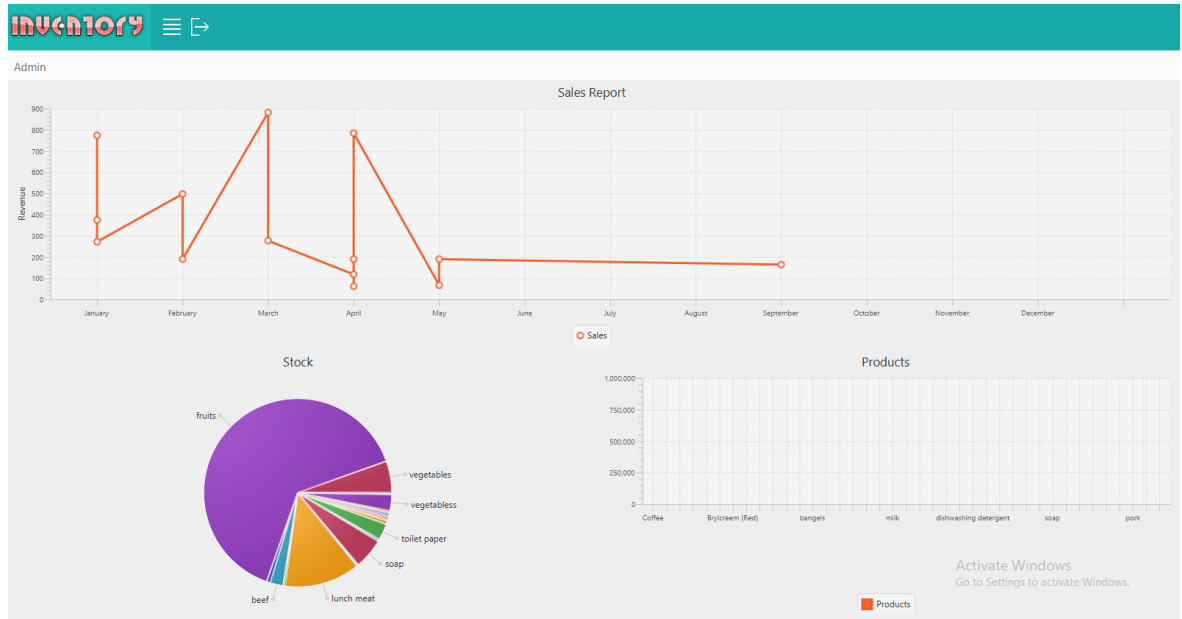 INVENTORY
Admin
Sales Report
900
800
700
600
500
400
300
200
100
0
Revenue
January February March April May June July August September October November December
Sales
Stock
fruits
vegetables
vegetabless
toilet paper
soap
lunch meat
beef
Products
1,000,000
750,000
500,000
250,000
0
Coffee Brylcreem (Red) bangels milk dishwashing detergent soap pork
Activate Windows
Go to Settings to activate Windows.
Products